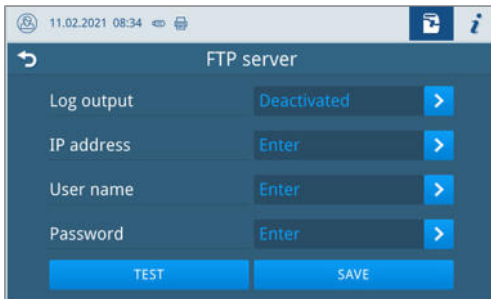 11.02.2021 08:34
i
FTP server
Log output Deactivated
IP address Enter
User name Enter
Password Enter
TEST SAVE